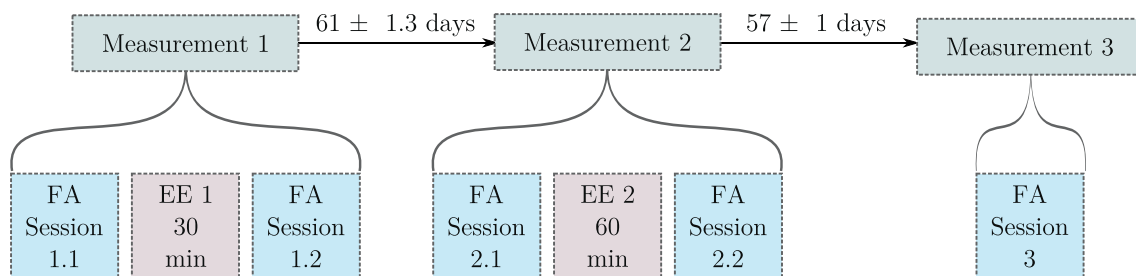 Measurement 1
61 ± 1.3 days
Measurement 2
57 ± 1 days
Measurement 3
FA
Session
1.1
EE 1
30
min
FA
Session
1.2
FA
Session
2.1
EE 2
60
min
FA
Session
2.2
FA
Session
3